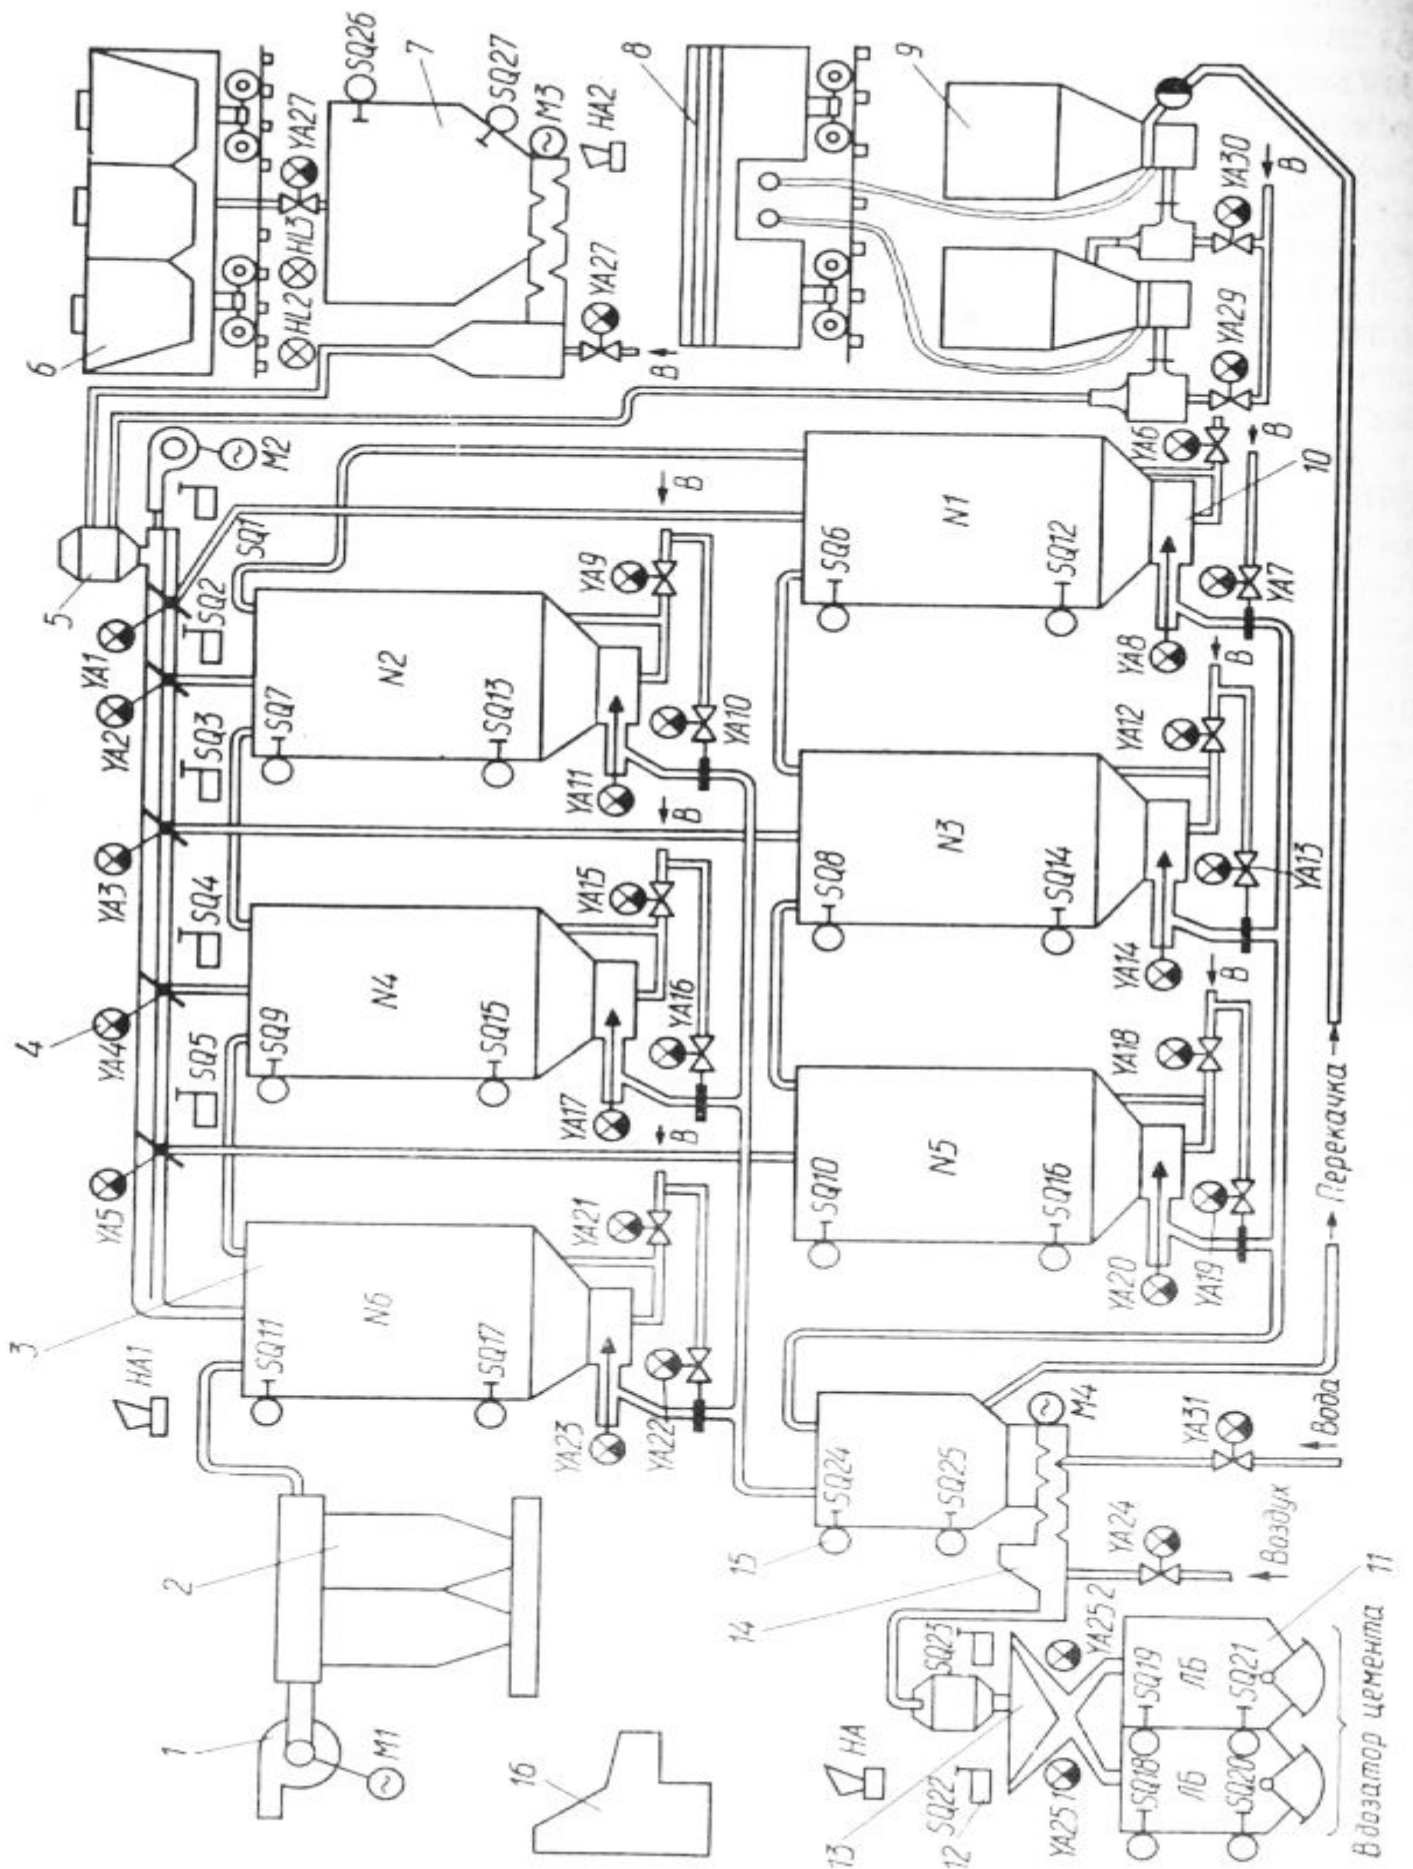 3
4
5
6
YA5
YA4
YA3
YA2
YA1
HA1
1
2
SQ5
SQ4
SQ3
SQ2
SQ1
M2
HL2
HL3
YA27
SQ11
SQ9
SQ7
SQ26
M1
N6
N4
N2
7
SQ17
SQ15
SQ13
SQ27
16
M3
YA23
YA21
YA17
YA15
YA11
YA9
YA27
HA2
YA22
YA16
YA10
В
В
В
В
8
15
14
13
HA
SQ24
SQ10
SQ8
SQ6
12
SQ22
SQ23
SQ25
N5
N3
N1
9
YA251
YA252
M4
SQ16
SQ14
SQ12
SQ18
SQ19
YA24
YA20
YA18
YA14
YA12
YA8
YA6
ЛБ
ЛБ
YA31
YA19
YA13
YA7
YA29
YA30
SQ20
SQ21
В
В
В
В
Воздух
Вода
10
Перекачка
В дозатор цемента
11